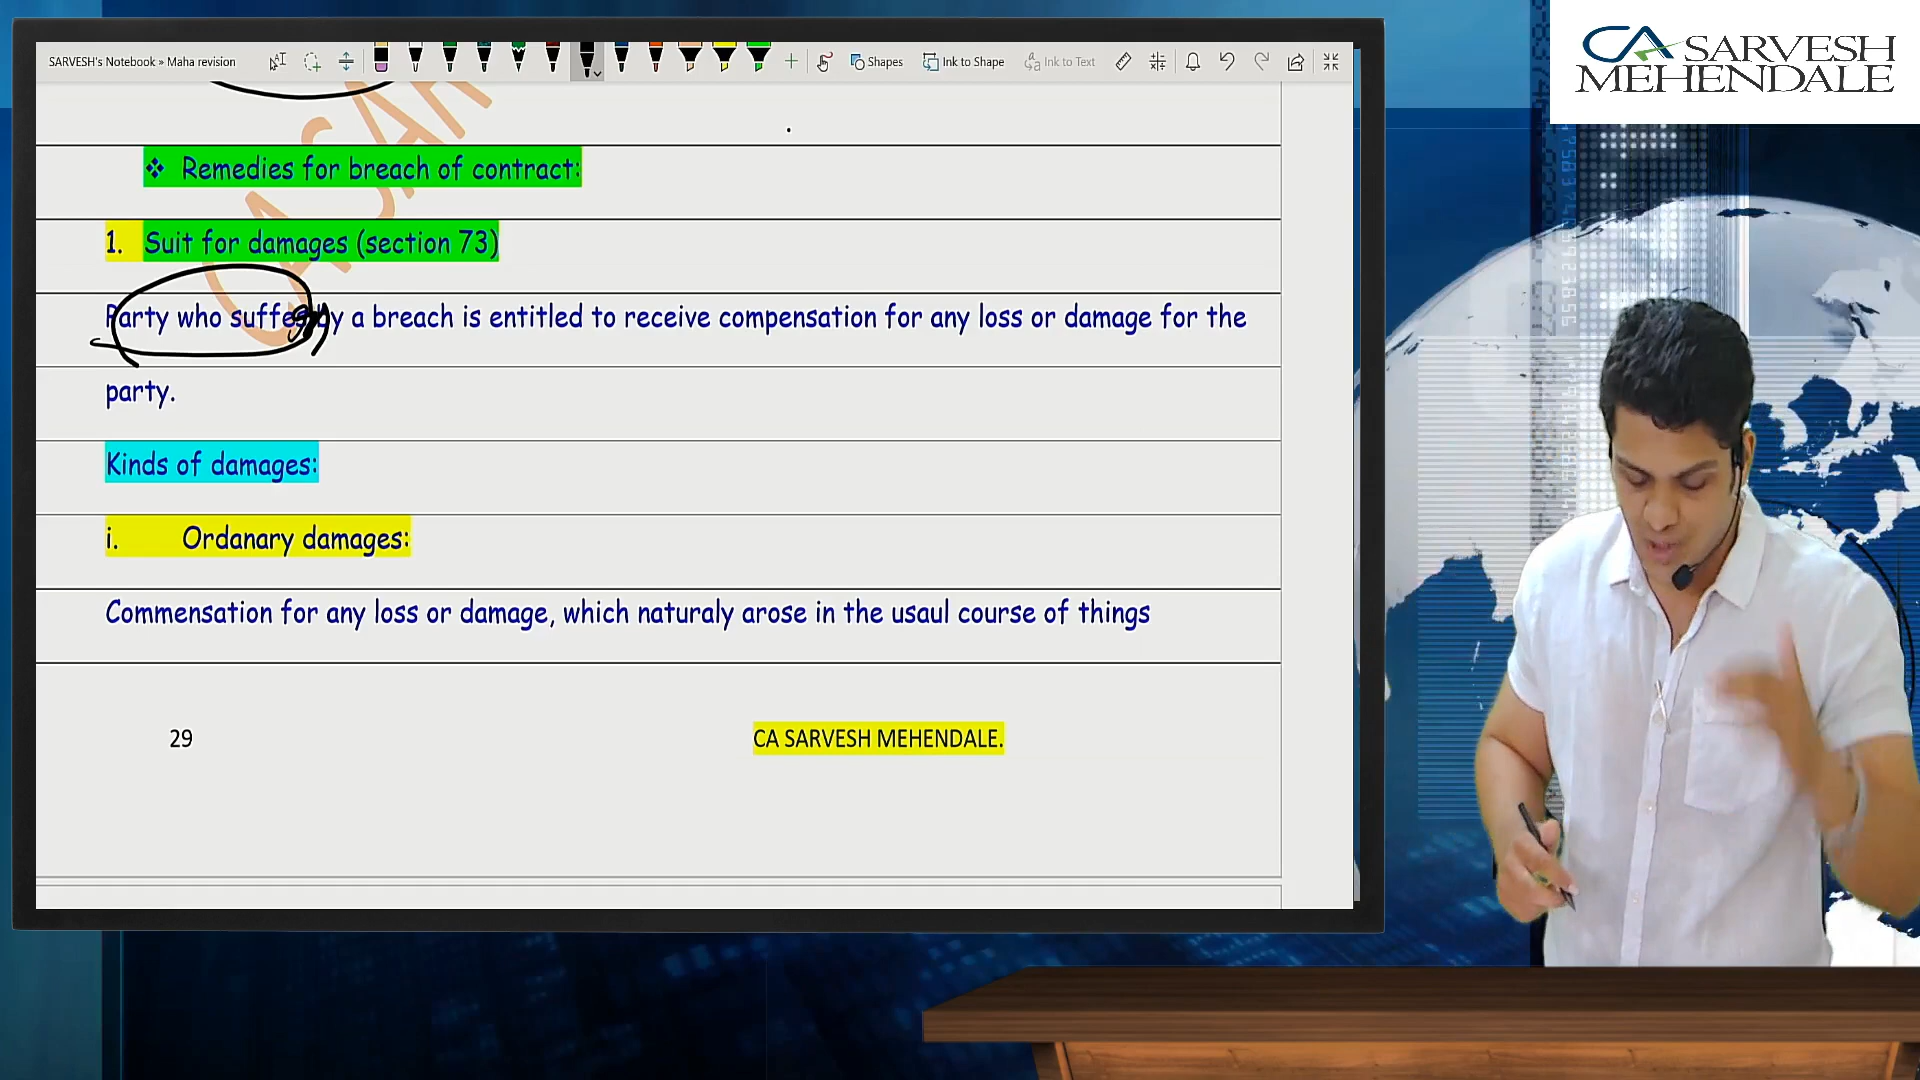 CA SARVESH
MEHENDALE
SARVESH's Notebook » Maha revision
Shapes
Ink to Shape
Ink to Text
CA SAR
❖ Remedies for breach of contract:
1. Suit for damages (section 73)
Party who suffe by a breach is entitled to receive compensation for any loss or damage for the
party.
Kinds of damages:
i. Ordanary damages:
Commensation for any loss or damage, which naturaly arose in the usaul course of things
29
CA SARVESH MEHENDALE.